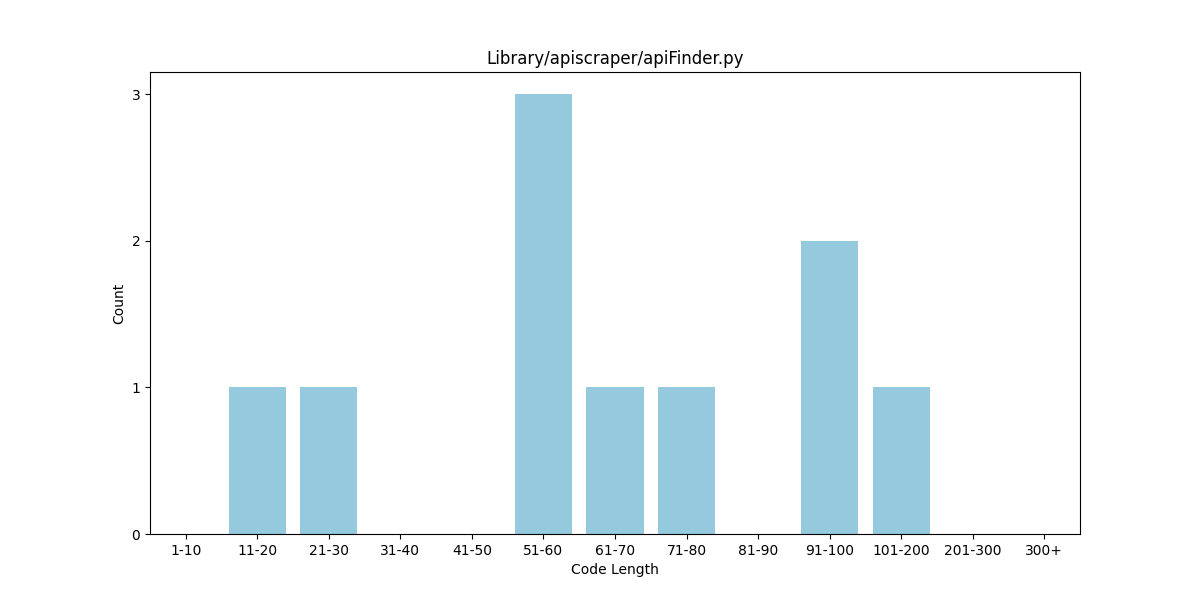 Library/apiscraper/apiFinder.py
Count
3
2
1
0
1-10 11-20 21-30 31-40 41-50 51-60 61-70 71-80 81-90 91-100 101-200 201-300 300+
Code Length